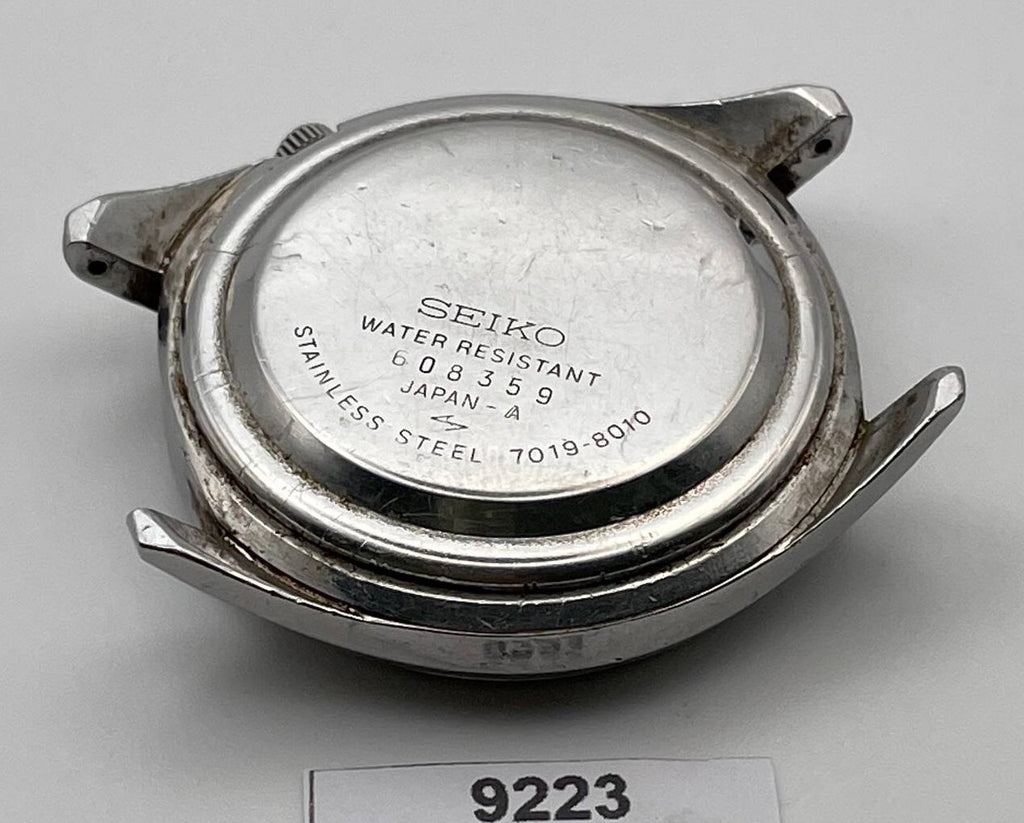 SEIKO
WATER RESISTANT
608359
JAPAN-A
STAINLESS STEEL 7019-8010
9223